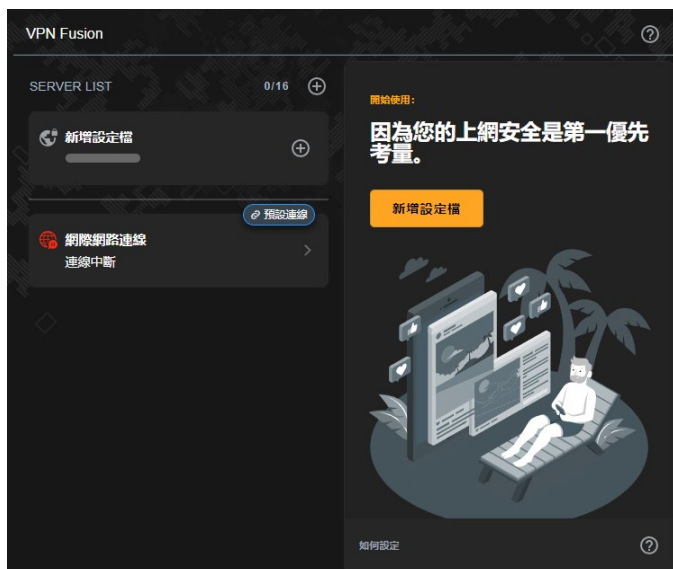 VPN Fusion
SERVER LIST 0/16
新增設定檔
預設連線
網際網路連線
連線中斷
開始使用:
因為您的上網安全是第一優先
考量。
新增設定檔
如何設定